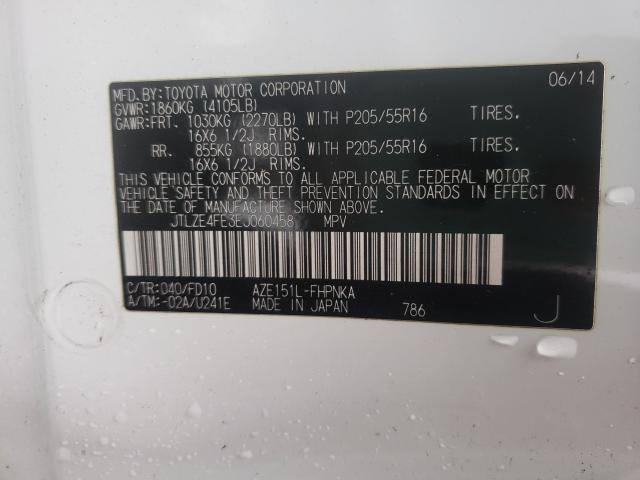 MFD.BY:TOYOTA MOTOR CORPORATION 06/14
GVWR:1860KG (4105LB)
GAWR:FRT. 1030KG (2270LB) WITH P205/55R16 TIRES.
16X6 1/2J RIMS.
RR. 855KG (1880LB) WITH P205/55R16 TIRES.
16X6 1/2J RIMS.
THIS VEHICLE CONFORMS TO ALL APPLICABLE FEDERAL MOTOR
VEHICLE SAFETY AND THEFT PREVENTION STANDARDS IN EFFECT ON
THE DATE OF MANUFACTURE SHOWN ABOVE.
JTLZE4FE3EJ060458 MPV
C/TR:040/FD10 AZE151L-FHPNKA
A/TM:-02A/U241E MADE IN JAPAN 786 J